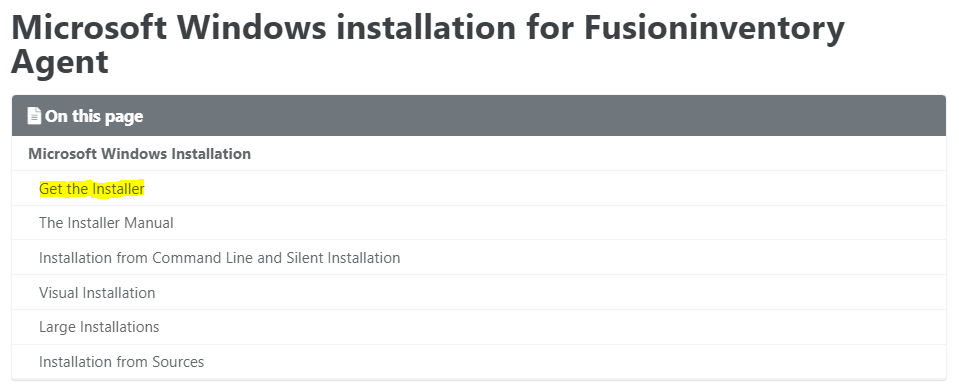 Microsoft Windows installation for Fusioninventory
Agent
On this page
Microsoft Windows Installation
Get the Installer
The Installer Manual
Installation from Command Line and Silent Installation
Visual Installation
Large Installations
Installation from Sources